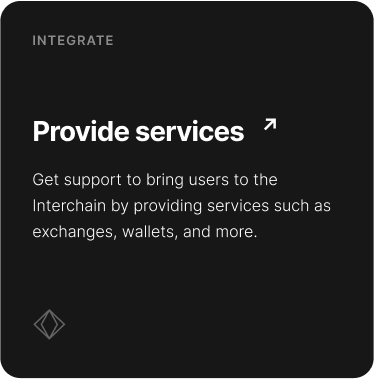 INTEGRATE
Provide services ↗
Get support to bring users to the
Interchain by providing services such as
exchanges, wallets, and more.